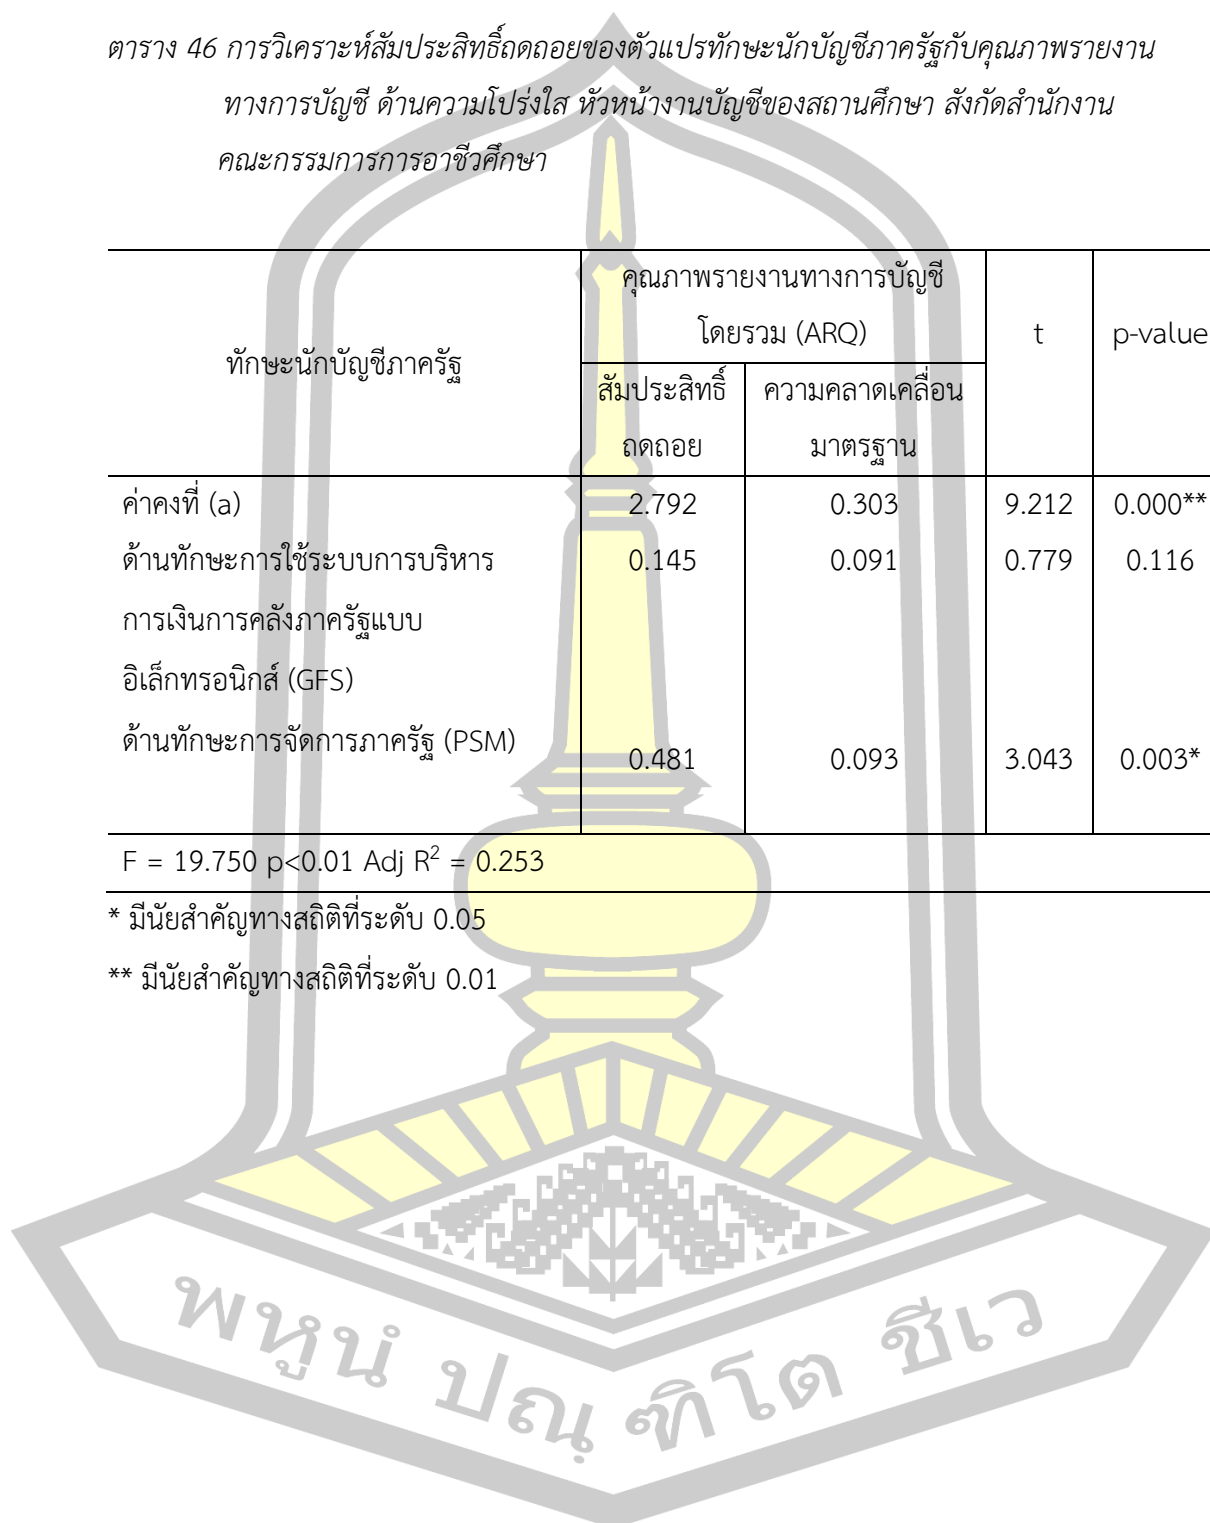 ตาราง 46 การวิเคราะห์สัมประสิทธิ์ถดถอยของตัวแปรทักษะนักบัญชีภาครัฐกับคุณภาพรายงาน
ทางการบัญชี ด้านความโปร่งใส หัวหน้างานบัญชีของสถานศึกษา สังกัดสำนักงาน
คณะกรรมการการอาชีวศึกษา
ทักษะนักบัญชีภาครัฐ
คุณภาพรายงานทางการบัญชี
โดยรวม (ARQ)
t
p-value
สัมประสิทธิ์
ถดถอย
ความคลาดเคลื่อน
มาตรฐาน
ค่าคงที่ (a) 2.792 0.303 9.212 0.000**
ด้านทักษะการใช้ระบบการบริหาร 0.145 0.091 0.779 0.116
การเงินการคลังภาครัฐแบบ
อิเล็กทรอนิกส์ (GFS)
ด้านทักษะการจัดการภาครัฐ (PSM) 0.481 0.093 3.043 0.003*
F = 19.750 p<0.01 Adj R² = 0.253
* มีนัยสำคัญทางสถิติที่ระดับ 0.05
** มีนัยสำคัญทางสถิติที่ระดับ 0.01
พหูนํ ปณฺฑิโต ชีเว